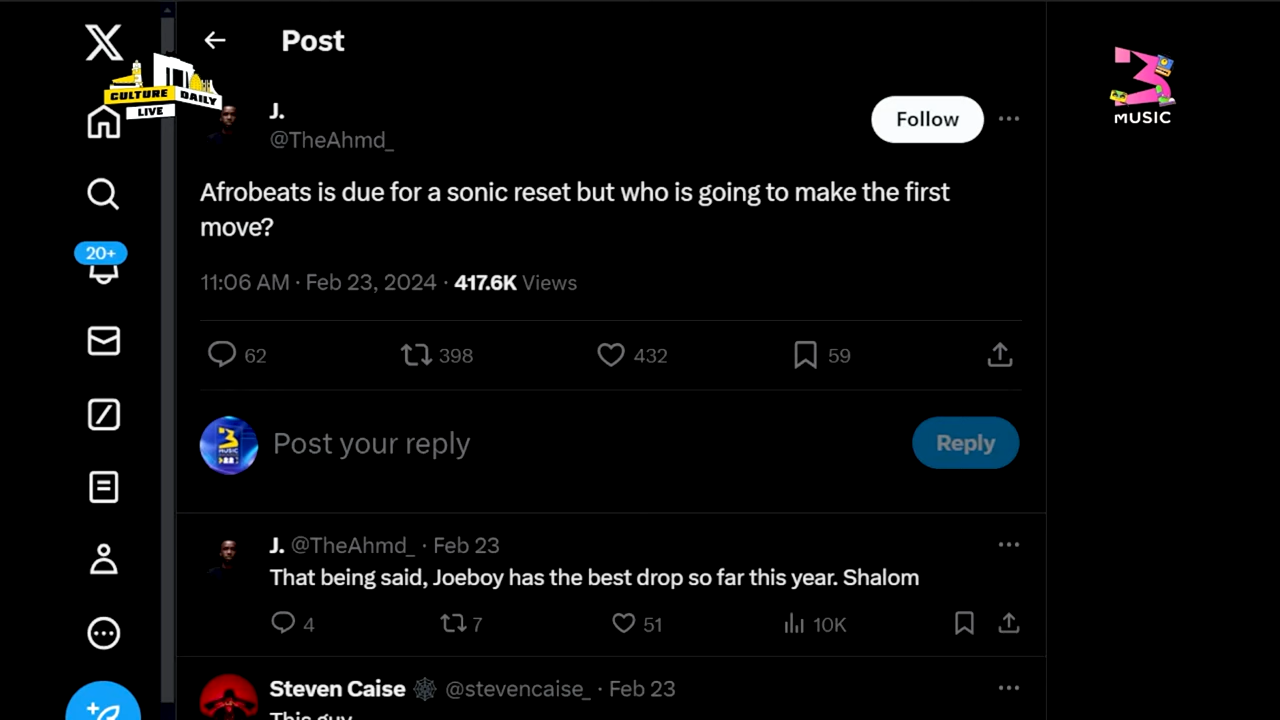 Post
CULTURE DAILY
LIVE
MUSIC
J.
@TheAhmd_
Follow
Afrobeats is due for a sonic reset but who is going to make the first
move?
11:06 AM · Feb 23, 2024 · 417.6K Views
20+
62 398 432 59
Post your reply
Reply
J. @TheAhmd_ · Feb 23
That being said, Joeboy has the best drop so far this year. Shalom
4 7 51 10K
Steven Caise @stevencaise_ · Feb 23
This guy